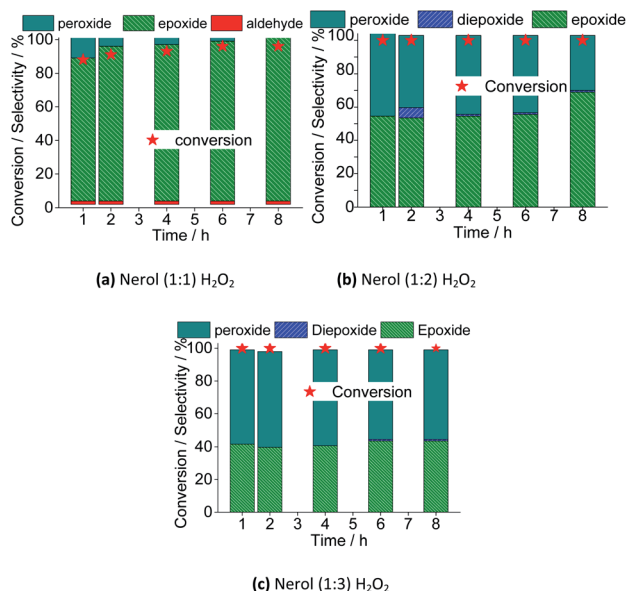 peroxide epoxide aldehyde
Conversion / Selectivity / %
100
80
60
40
20
0
conversion
1 2 3 4 5 6 7 8
Time / h
(a) Nerol (1:1) H₂O₂
peroxide diepoxide epoxide
Conversion / Selectivity / %
100
80
60
40
20
0
Conversion
1 2 3 4 5 6 7 8
Time / h
(b) Nerol (1:2) H₂O₂
peroxide Diepoxide Epoxide
Conversion / Selectivity / %
100
80
60
40
20
0
Conversion
1 2 3 4 5 6 7 8
Time / h
(c) Nerol (1:3) H₂O₂